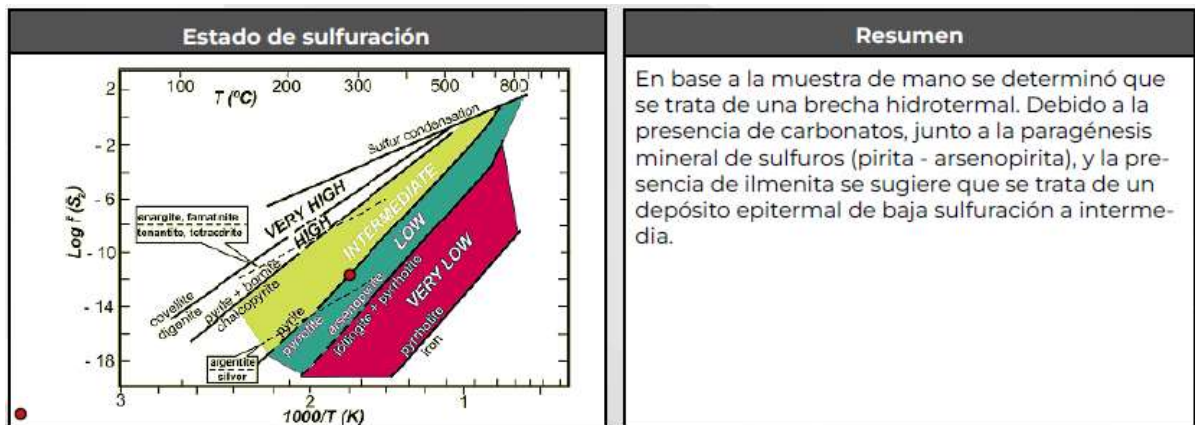 Estado de sulfuración
2
100
200
300
500
800
T (°C)
Sulfur condensation
- 2
- 6
- 10
- 14
- 18
Log f (S₂)
VERY HIGH
HIGH
INTERMEDIATE
LOW
VERY LOW
enargite, famatinite
tenantite, tetraedrite
covellite
digenite
pyrite + bornite
chalcopyrite
pyrite
pyrrotite
arsenopyrite
lollingite + pyrrholite
pyrrholite
iron
argentite
silver
3
2
1
1000/T (K)
Resumen
En base a la muestra de mano se determinó que
se trata de una brecha hidrotermal. Debido a la
presencia de carbonatos, junto a la paragénesis
mineral de sulfuros (pirita - arsenopirita), y la pre-
sencia de ilmenita se sugiere que se trata de un
depósito epitermal de baja sulfuración a interme-
dia.